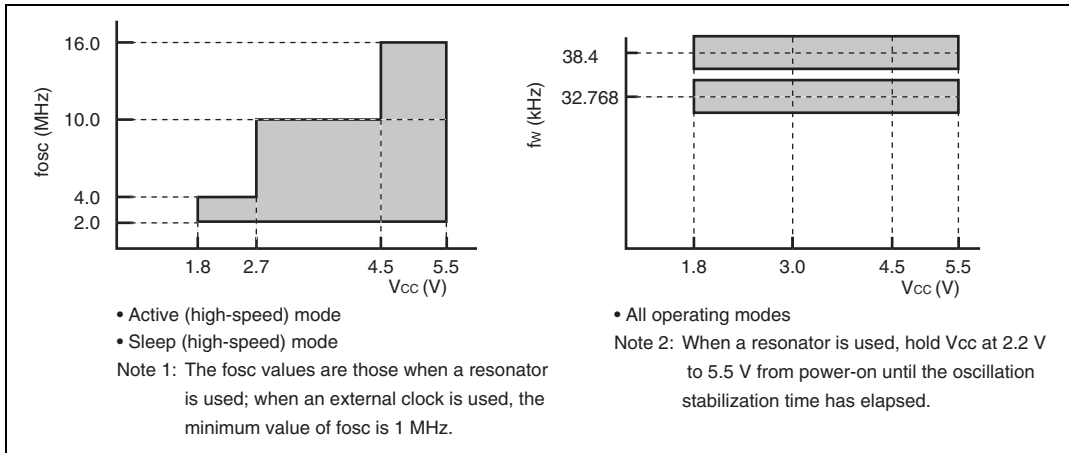 16.0
10.0
4.0
2.0
fosc (MHz)
1.8 2.7 4.5 5.5
Vcc (V)
• Active (high-speed) mode
• Sleep (high-speed) mode
Note 1: The fosc values are those when a resonator
is used; when an external clock is used, the
minimum value of fosc is 1 MHz.
38.4
32.768
fw (kHz)
1.8 3.0 4.5 5.5
Vcc (V)
• All operating modes
Note 2: When a resonator is used, hold Vcc at 2.2 V
to 5.5 V from power-on until the oscillation
stabilization time has elapsed.